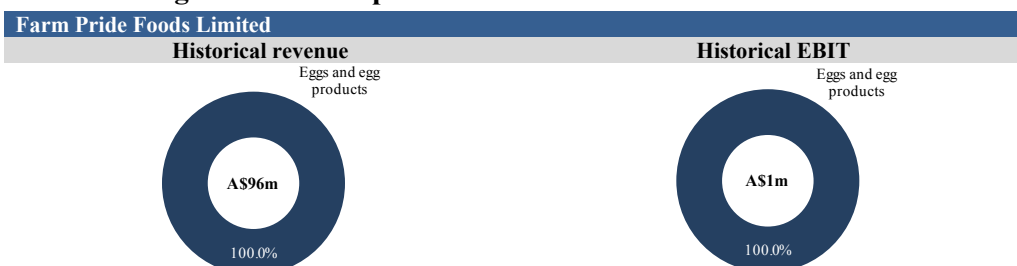 Farm Pride Foods Limited
Historical revenue
Historical EBIT
Eggs and egg
products
A$96m
100.0%
Eggs and egg
products
A$1m
100.0%